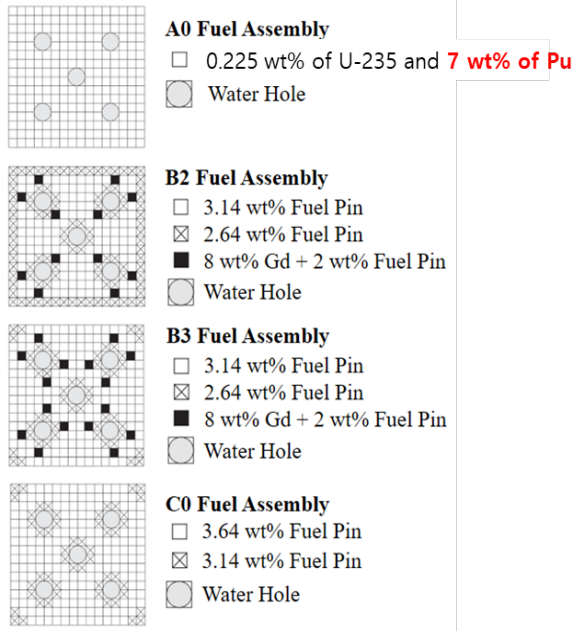 A0 Fuel Assembly
0.225 wt% of U-235 and 7 wt% of Pu
Water Hole
B2 Fuel Assembly
3.14 wt% Fuel Pin
2.64 wt% Fuel Pin
8 wt% Gd + 2 wt% Fuel Pin
Water Hole
B3 Fuel Assembly
3.14 wt% Fuel Pin
2.64 wt% Fuel Pin
8 wt% Gd + 2 wt% Fuel Pin
Water Hole
C0 Fuel Assembly
3.64 wt% Fuel Pin
3.14 wt% Fuel Pin
Water Hole